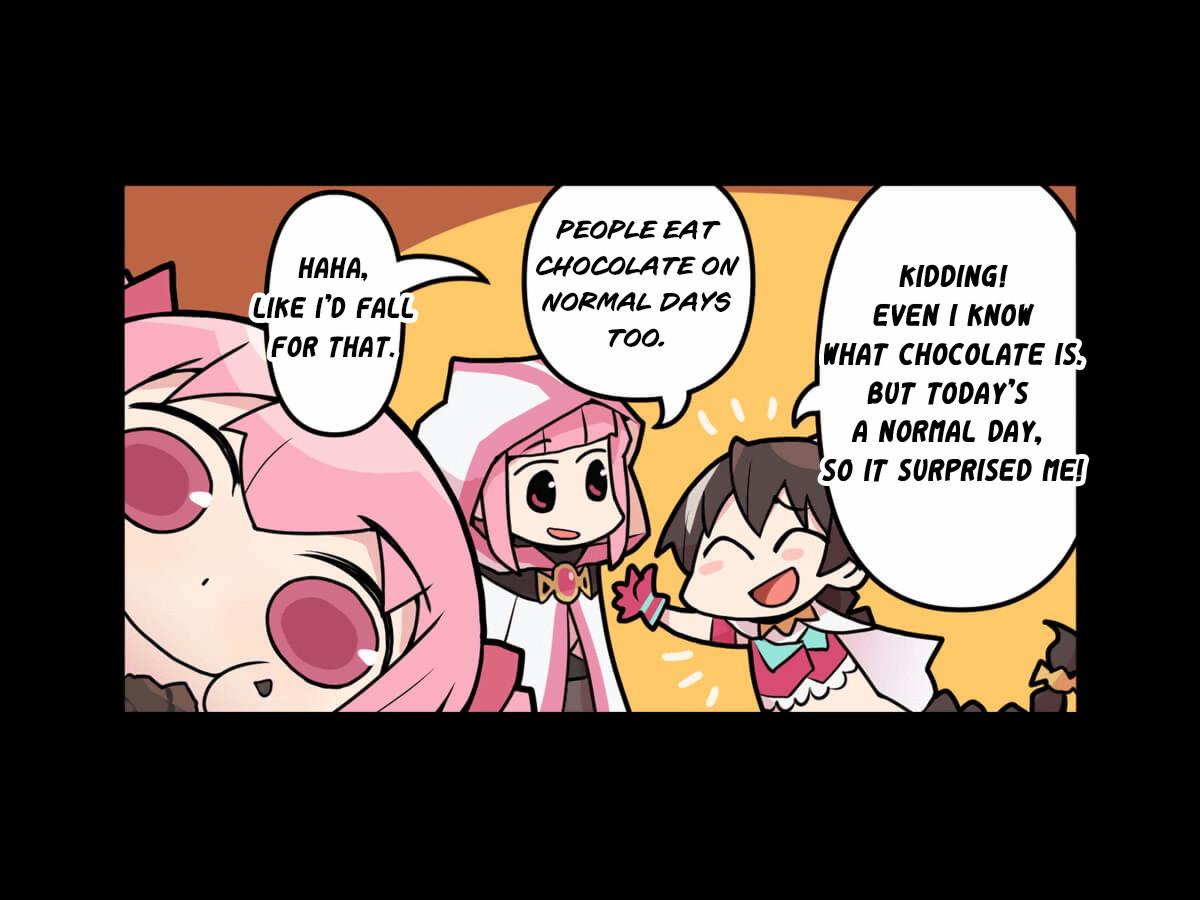 KIDDING!
EVEN I KNOW
WHAT CHOCOLATE IS.
BUT TODAY'S
A NORMAL DAY,
SO IT SURPRISED ME!
PEOPLE EAT
CHOCOLATE ON
NORMAL DAYS
TOO.
HAHA,
LIKE I'D FALL
FOR THAT.